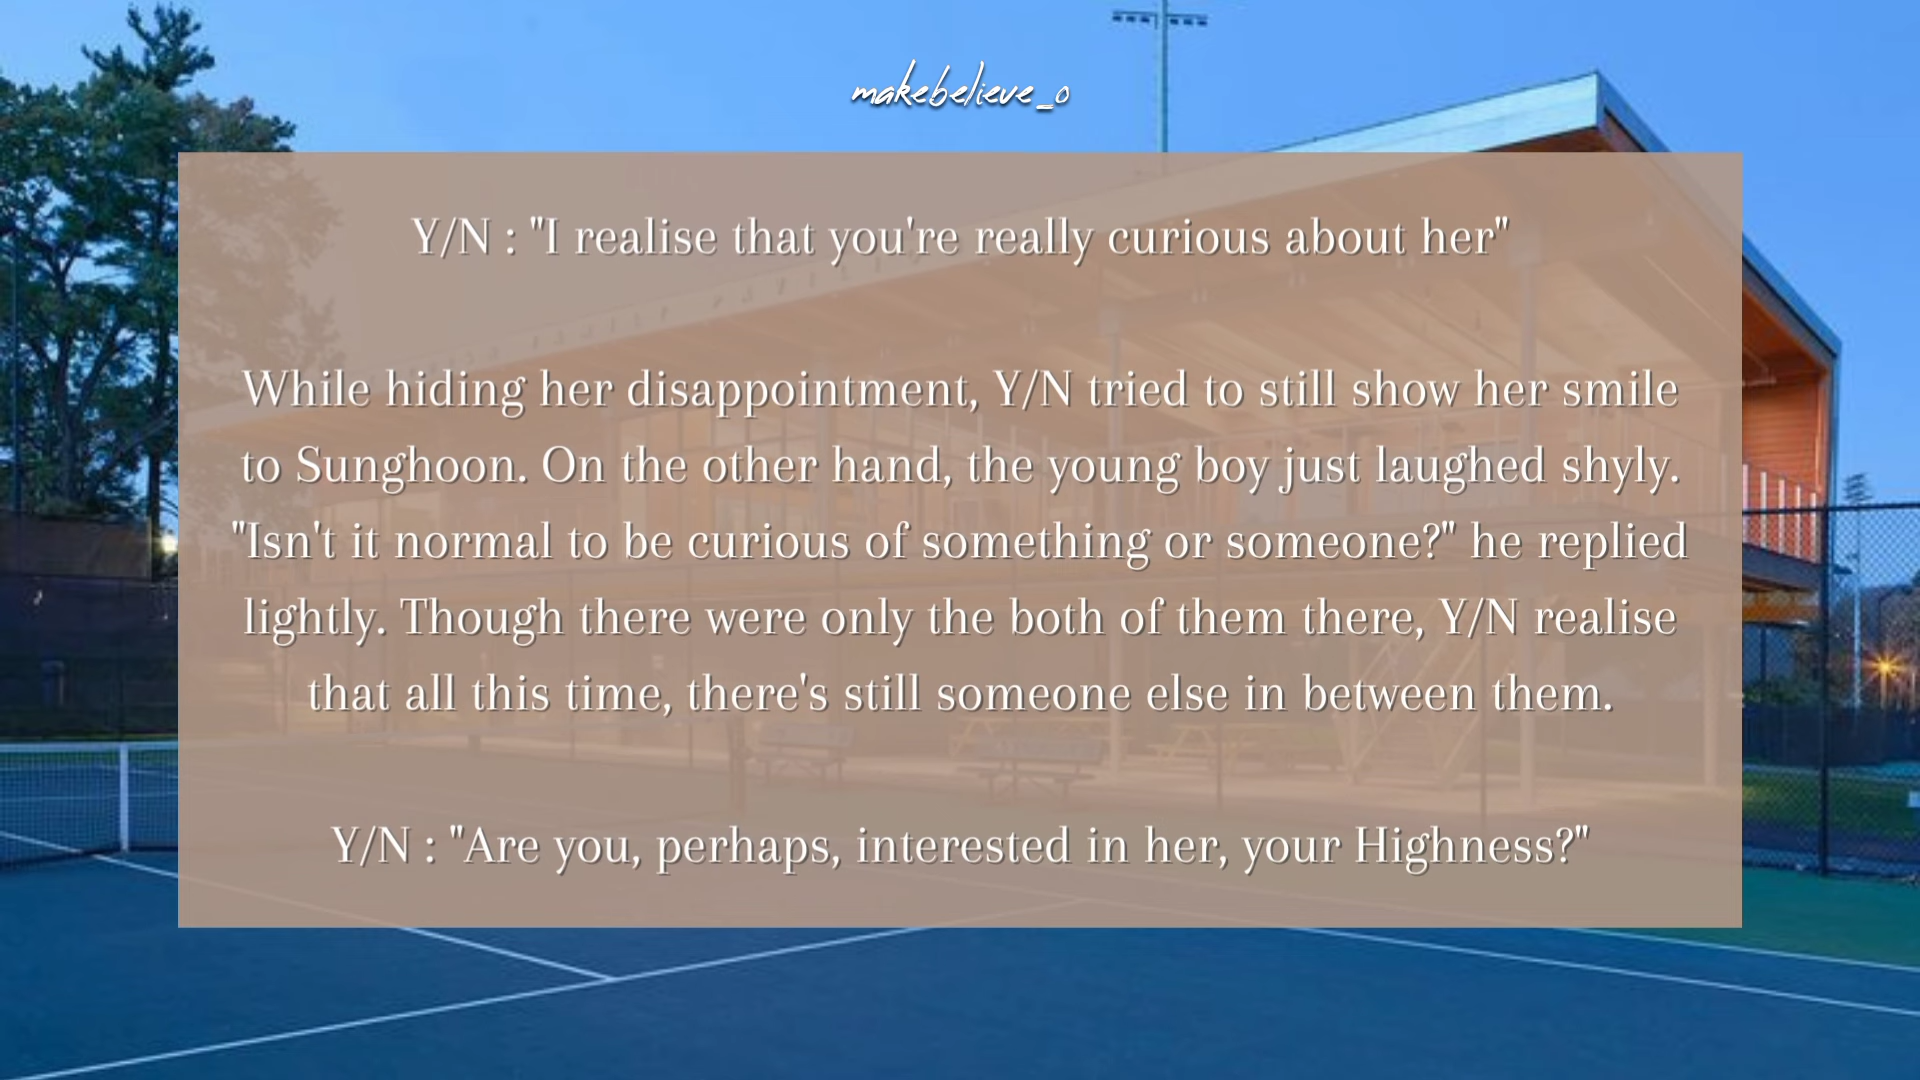 makebelieve_o
Y/N : "I realise that you're really curious about her"
While hiding her disappointment, Y/N tried to still show her smile
to Sunghoon. On the other hand, the young boy just laughed shyly.
"Isn't it normal to be curious of something or someone?" he replied
lightly. Though there were only the both of them there, Y/N realise
that all this time, there's still someone else in between them.
Y/N : "Are you, perhaps, interested in her, your Highness?"